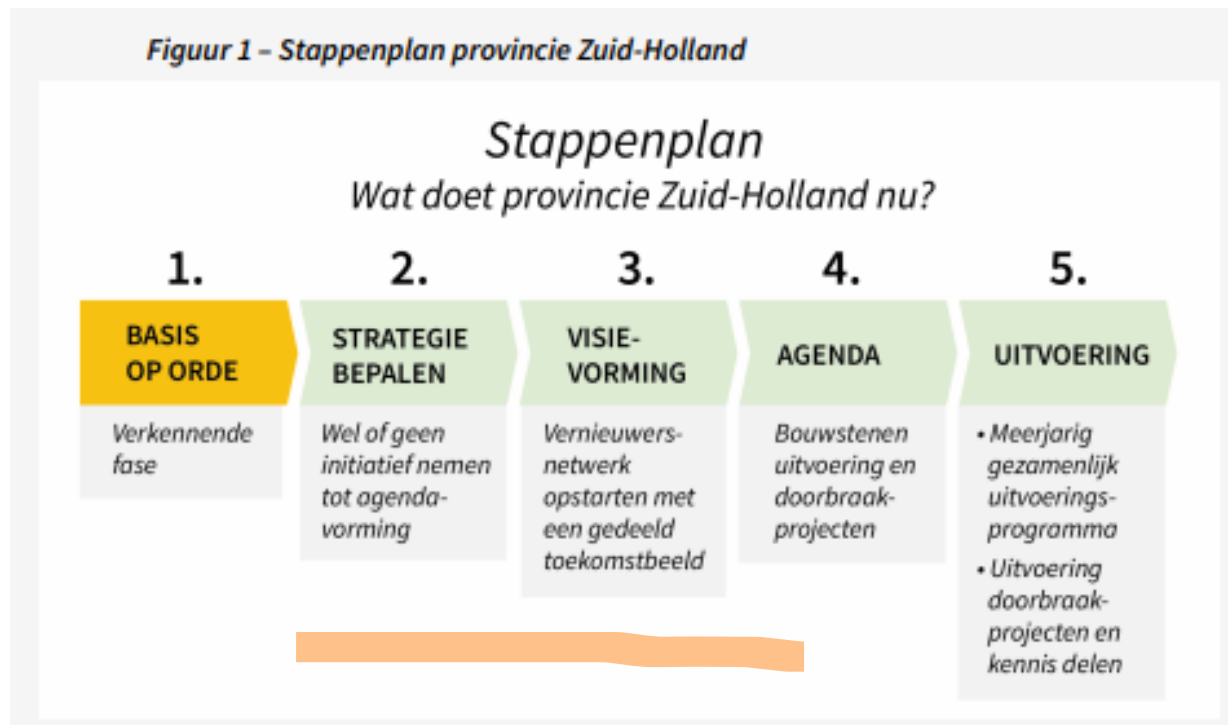 Figuur 1 – Stappenplan provincie Zuid-Holland
Stappenplan
Wat doet provincie Zuid-Holland nu?
1.
BASIS
OP ORDE
Verkennende
fase
2.
STRATEGIE
BEPALEN
Wel of geen
initiatief nemen
tot agenda-
vorming
3.
VISIE-
VORMING
Vernieuwers-
netwerk
opstarten met
een gedeeld
toekomstbeeld
4.
AGENDA
Bouwstenen
uitvoering en
doorbraak-
projecten
5.
UITVOERING
• Meerjarig
gezamenlijk
uitvoerings-
programma
• Uitvoering
doorbraak-
projecten en
kennis delen